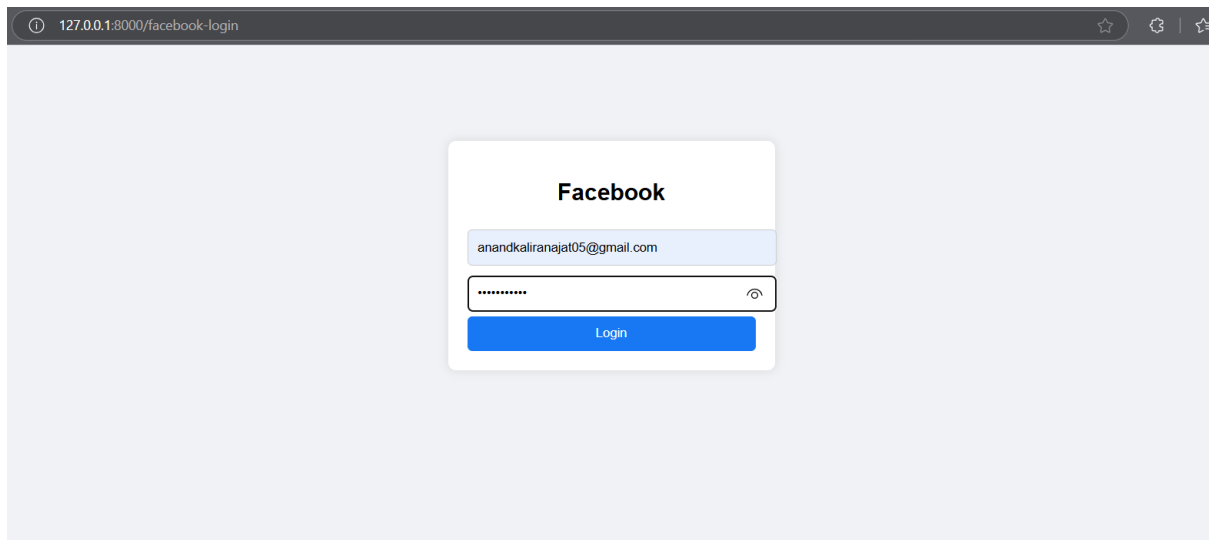 127.0.0.1:8000/facebook-login
Facebook
anandkaliranajat05@gmail.com
•••••••••••
Login